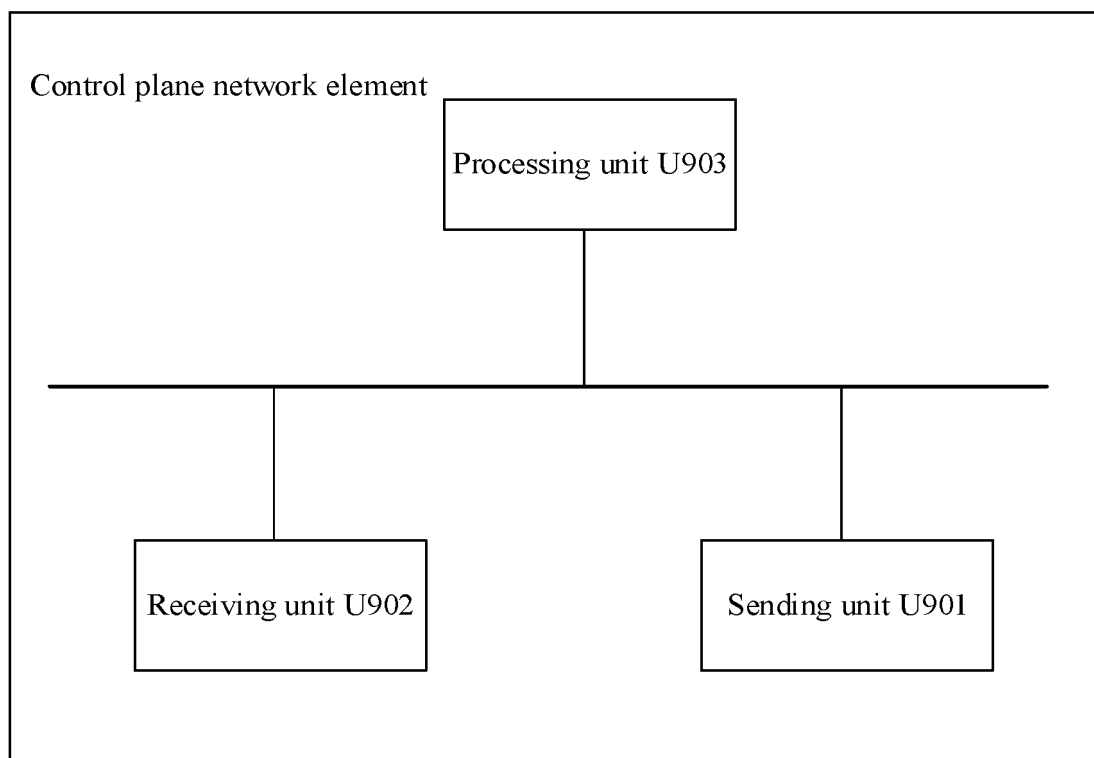 Control plane network element
Processing unit U903
Receiving unit U902
Sending unit U901